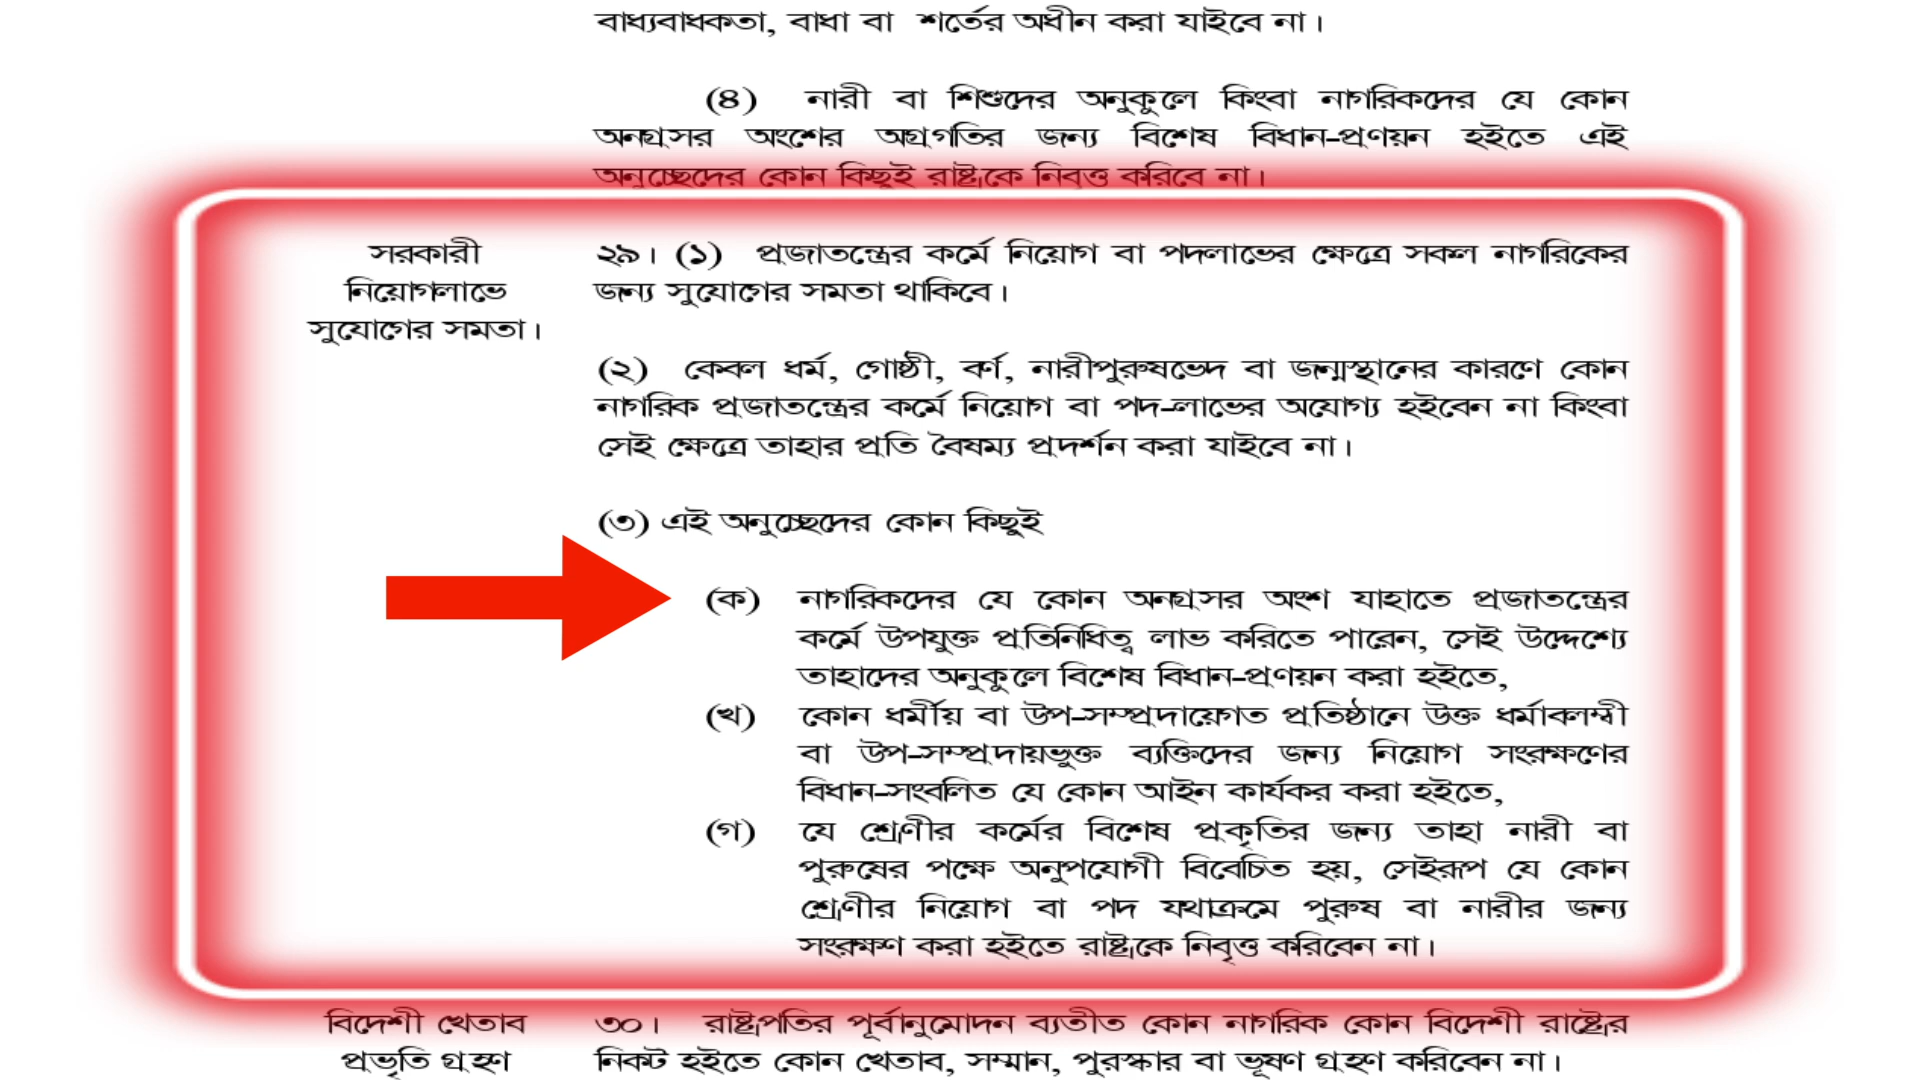 বাধ্যবাধকতা, বাধা বা শর্তের অধীন করা যাইবে না।
(৪) নারী বা শিশুদের অনুকুলে কিংবা নাগরিকদের যে কোন
অনগ্রসর অংশের অগ্রগতির জন্য বিশেষ বিধান-প্রণয়ন হইতে এই
অনুচ্ছেদের কোন কিছুই রাষ্ট্রকে নিবৃত্ত করিবে না।
সরকারী
নিয়োগলাভে
সুযোগের সমতা।
২৯। (১) প্রজাতন্ত্রের কর্মে নিয়োগ বা পদলাভের ক্ষেত্রে সকল নাগরিকের
জন্য সুযোগের সমতা থাকিবে।
(২) কেবল ধর্ম, গোষ্ঠী, বর্ণ, নারীপুরুষভেদ বা জন্মস্থানের কারণে কোন
নাগরিক প্রজাতন্ত্রের কর্মে নিয়োগ বা পদ-লাভের অযোগ্য হইবেন না কিংবা
সেই ক্ষেত্রে তাহার প্রতি বৈষম্য প্রদর্শন করা যাইবে না।
(৩) এই অনুচ্ছেদের কোন কিছুই
(ক) নাগরিকদের যে কোন অনগ্রসর অংশ যাহাতে প্রজাতন্ত্রের
কর্মে উপযুক্ত প্রতিনিধিত্ব লাভ করিতে পারেন, সেই উদ্দেশ্যে
তাহাদের অনুকুলে বিশেষ বিধান-প্রণয়ন করা হইতে,
(খ) কোন ধর্মীয় বা উপ-সম্প্রদায়গত প্রতিষ্ঠানে উক্ত ধর্মাবলম্বী
বা উপ-সম্প্রদায়ভুক্ত ব্যক্তিদের জন্য নিয়োগ সংরক্ষণের
বিধান-সংবলিত যে কোন আইন কার্যকর করা হইতে,
(গ) যে শ্রেণীর কর্মের বিশেষ প্রকৃতির জন্য তাহা নারী বা
পুরুষের পক্ষে অনুপযোগী বিবেচিত হয়, সেইরূপ যে কোন
শ্রেণীর নিয়োগ বা পদ যথাক্রমে পুরুষ বা নারীর জন্য
সংরক্ষণ করা হইতে রাষ্ট্রকে নিবৃত্ত করিবেন না।
বিদেশী খেতাব
প্রভৃতি গ্রহণ
৩০। রাষ্ট্রপতির পূর্বানুমোদন ব্যতীত কোন নাগরিক কোন বিদেশী রাষ্ট্রের
নিকট হইতে কোন খেতাব, সম্মান, পুরস্কার বা ভূষণ গ্রহণ করিবেন না।